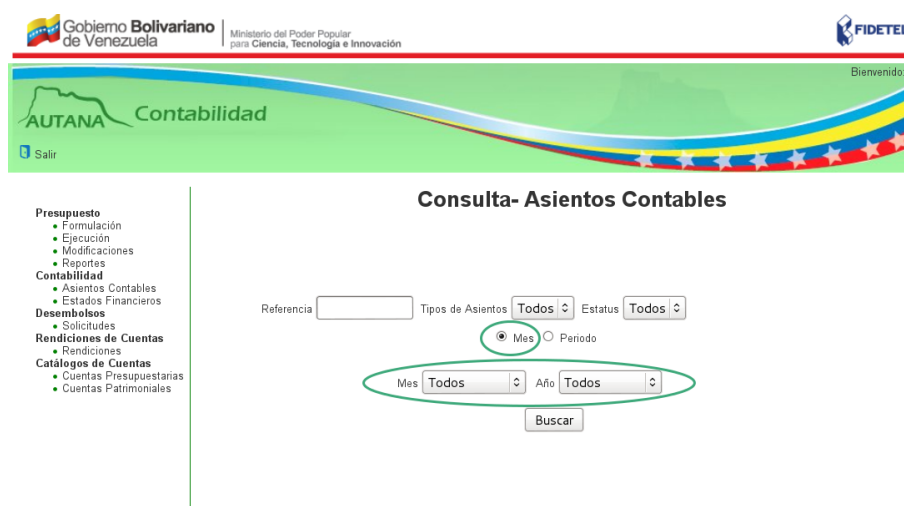 Gobierno Bolivariano
de Venezuela
Ministerio del Poder Popular
para Ciencia, Tecnología e Innovación
FIDETEL
Bienvenido:
AUTANA
Contabilidad
Salir
Consulta- Asientos Contables
Presupuesto
Formulación
Ejecución
Modificaciones
Reportes
Contabilidad
Asientos Contables
Estados Financieros
Desembolsos
Solicitudes
Rendiciones de Cuentas
Rendiciones
Catálogos de Cuentas
Cuentas Presupuestarias
Cuentas Patrimoniales
Referencia Tipos de Asientos Todos Estatus Todos
Mes Periodo
Mes Todos Año Todos
Buscar